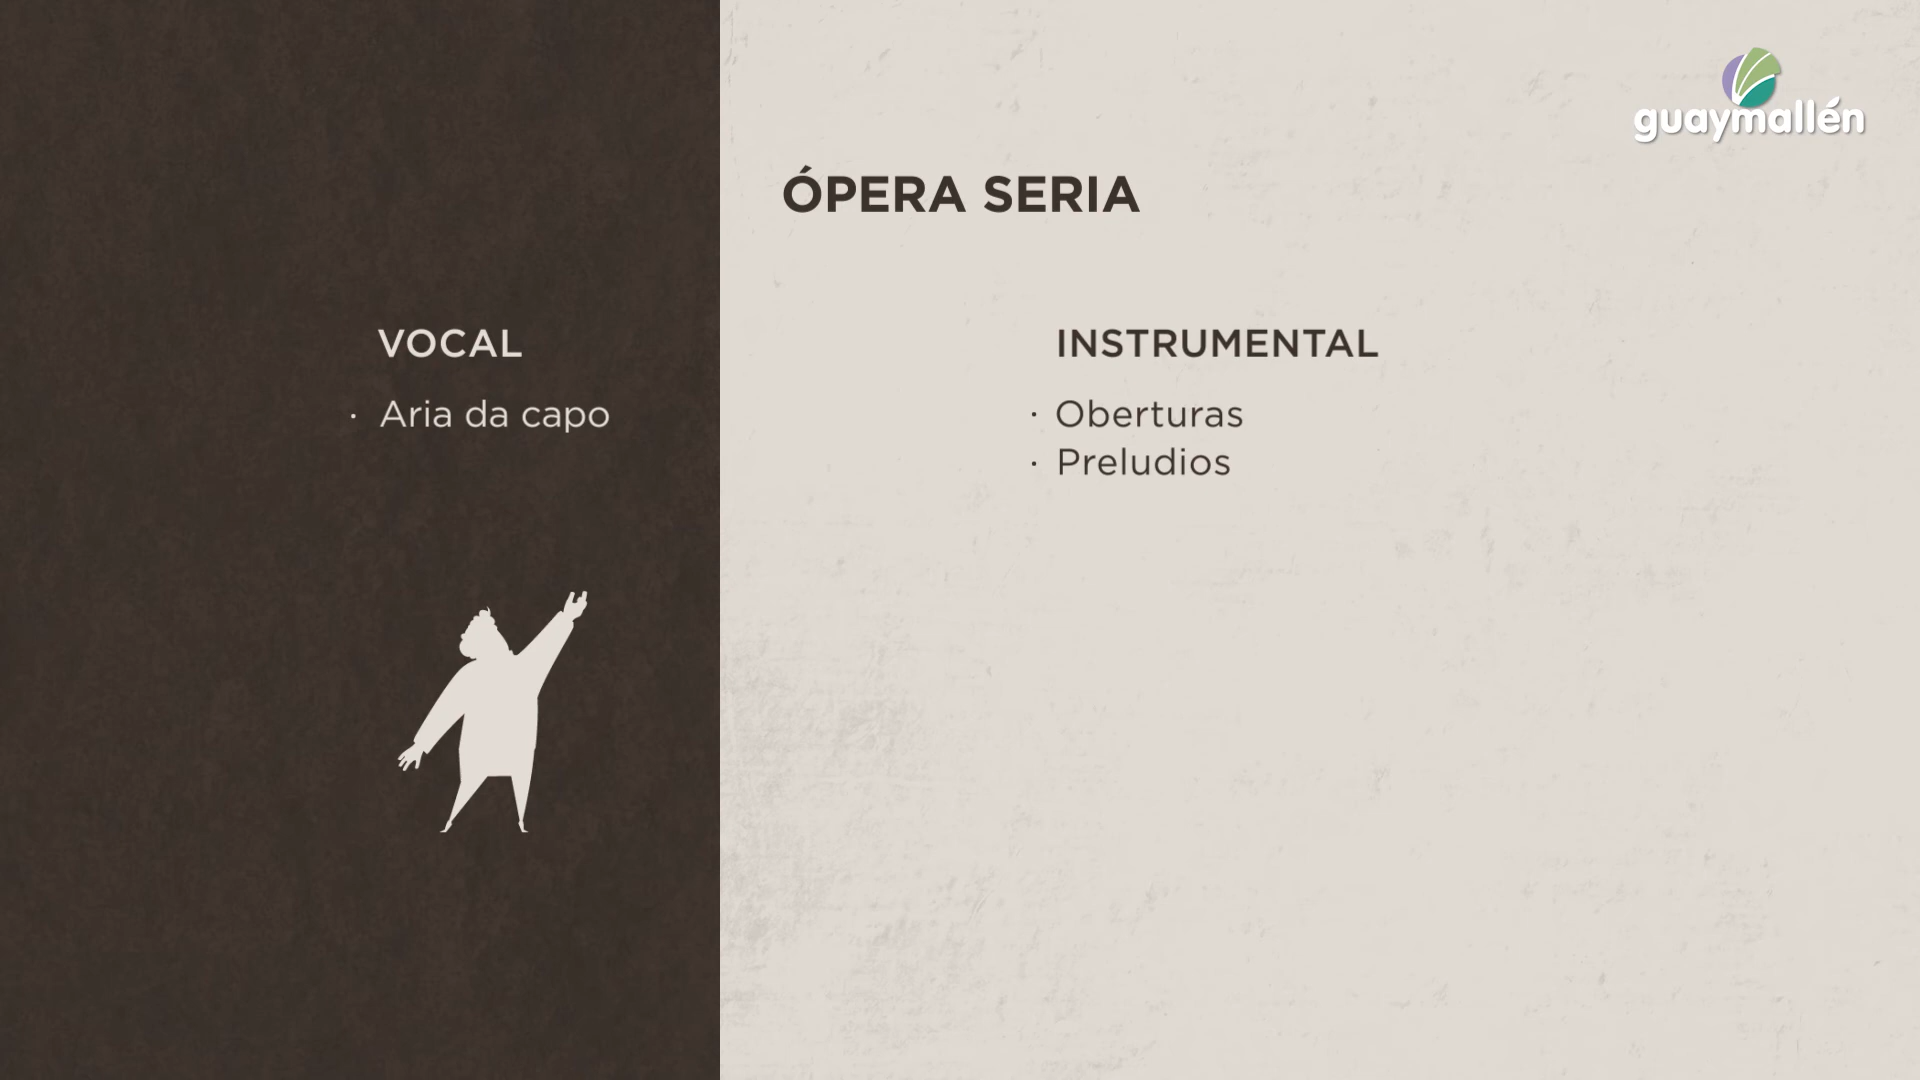 guaymallén
ÓPERA SERIA
VOCAL
· Aria da capo
INSTRUMENTAL
· Oberturas
· Preludios